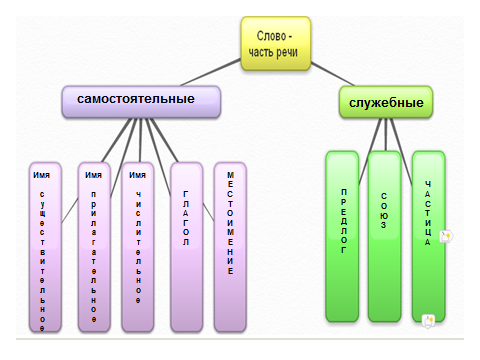 Слово -
часть речи
самостоятельные
служебные
Имя существительное
Имя прилагательное
Имя числительное
ГЛАГОЛ
МЕСТОИМЕНИЕ
ПРЕДЛОГ
СОЮЗ
ЧАСТИЦА